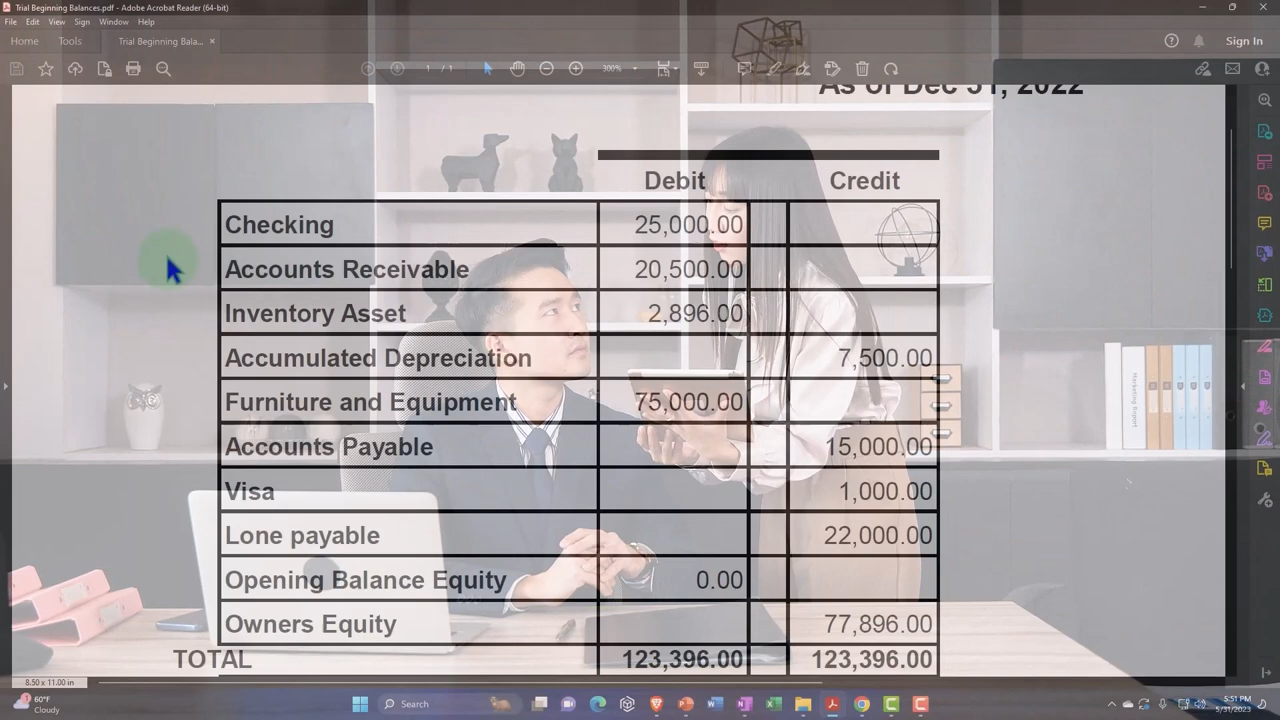 Trial Beginning Balances.pdf - Adobe Acrobat Reader (64-bit)
File Edit View Sign Window Help
Home Tools Trial Beginning Bala... × Sign In
1 / 1 300%
As of Dec 31, 2022
Debit Credit
Checking 25,000.00
Accounts Receivable 20,500.00
Inventory Asset 2,896.00
Accumulated Depreciation 7,500.00
Furniture and Equipment 75,000.00
Accounts Payable 15,000.00
Visa 1,000.00
Lone payable 22,000.00
Opening Balance Equity 0.00
Owners Equity 77,896.00
TOTAL 123,396.00 123,396.00
Marketing Report
8.50 x 11.00 in
60°F
Cloudy
Search
5:51 PM
5/31/2023